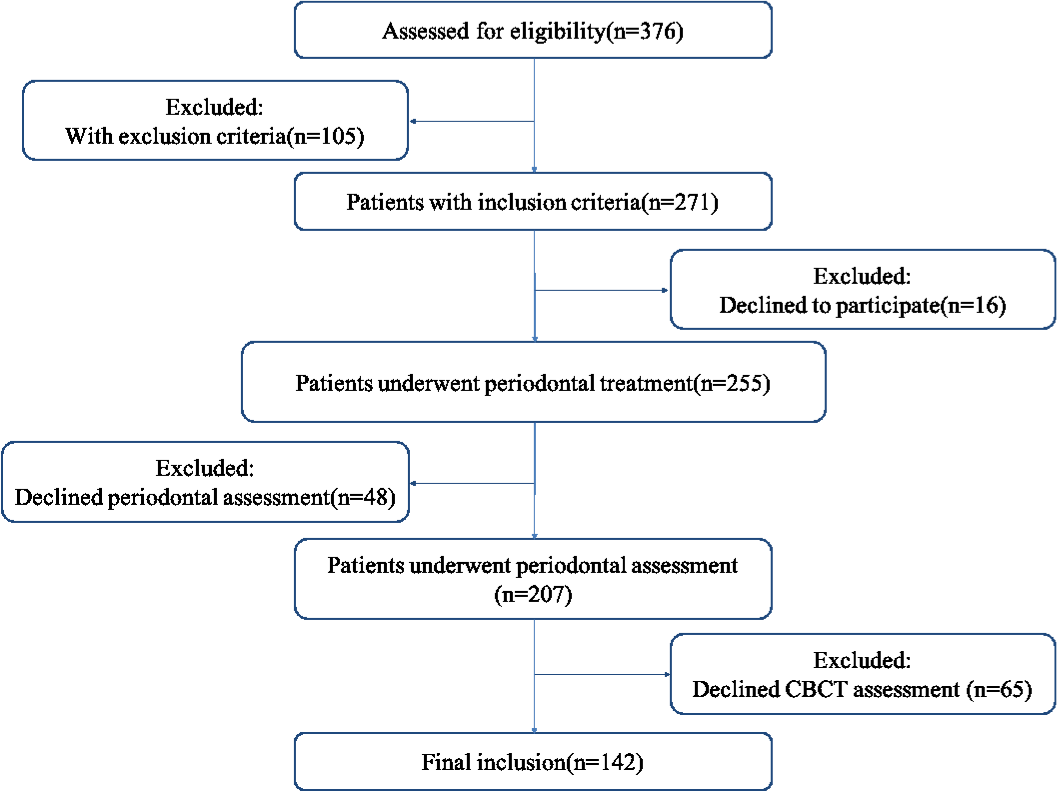 Assessed for eligibility(n=376)
Excluded:
With exclusion criteria(n=105)
Patients with inclusion criteria(n=271)
Excluded:
Declined to participate(n=16)
Patients underwent periodontal treatment(n=255)
Excluded:
Declined periodontal assessment(n=48)
Patients underwent periodontal assessment
(n=207)
Excluded:
Declined CBCT assessment (n=65)
Final inclusion(n=142)